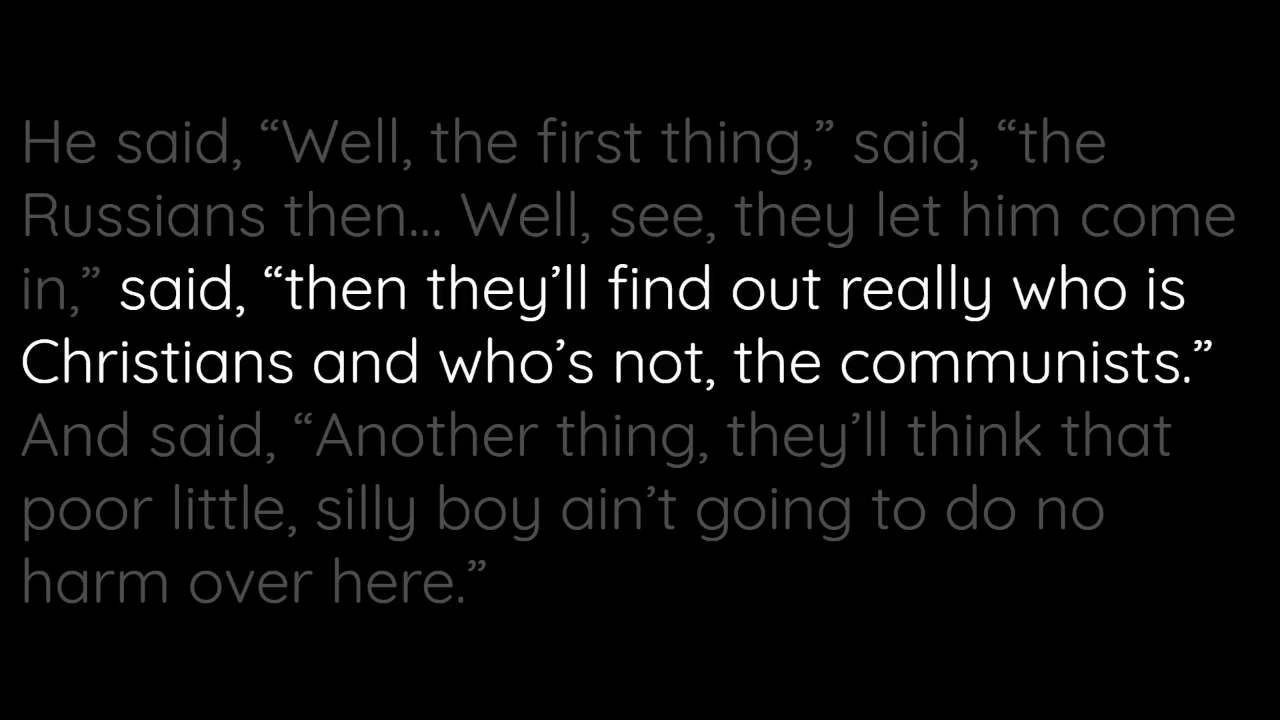 He said, “Well, the first thing,” said, “the
Russians then... Well, see, they let him come
in,” said, “then they’ll find out really who is
Christians and who’s not, the communists.”
And said, “Another thing, they’ll think that
poor little, silly boy ain’t going to do no
harm over here.”